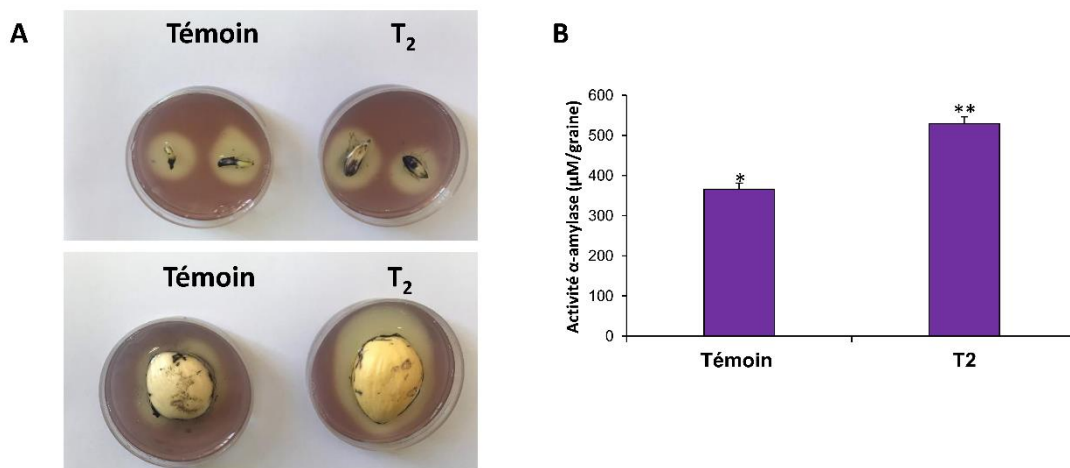 A
Témoin
T₂
Témoin
T₂
B
Activité α-amylase (µM/graine)
600
500
400
300
200
100
0
*
**
Témoin
T2